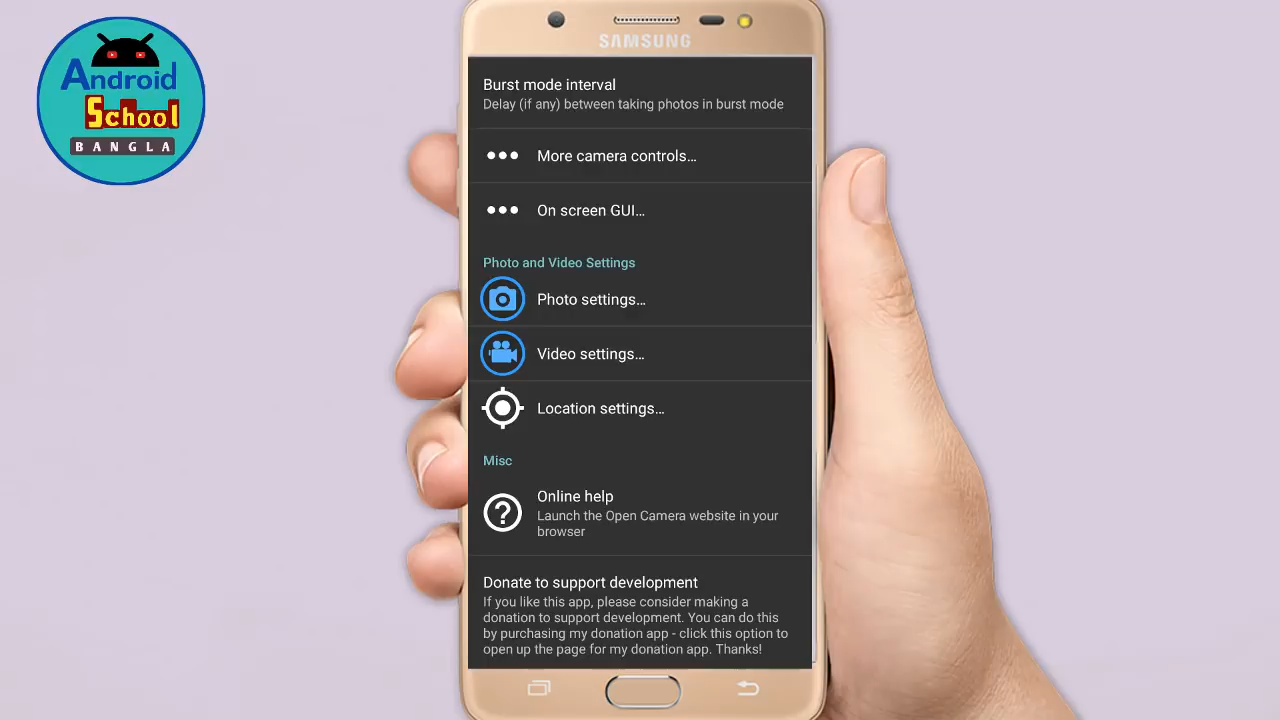 Android
School
BANGLA
SAMSUNG
Burst mode interval
Delay (if any) between taking photos in burst mode
More camera controls...
On screen GUI...
Photo and Video Settings
Photo settings...
Video settings...
Location settings...
Misc
Online help
Launch the Open Camera website in your
browser
Donate to support development
If you like this app, please consider making a
donation to support development. You can do this
by purchasing my donation app - click this option to
open up the page for my donation app. Thanks!